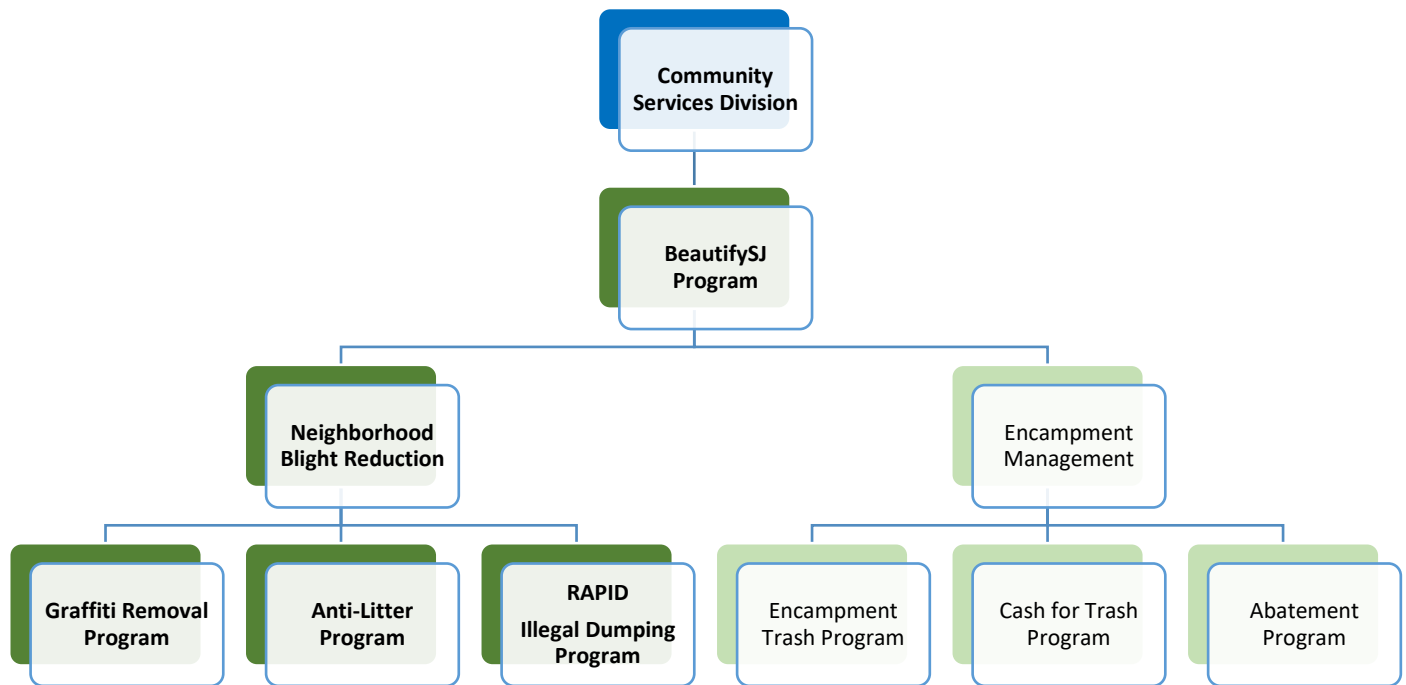 Community
Services Division
BeautifySJ
Program
Neighborhood
Blight Reduction
Encampment
Management
Graffiti Removal
Program
Anti-Litter
Program
RAPID
Illegal Dumping
Program
Encampment
Trash Program
Cash for Trash
Program
Abatement
Program